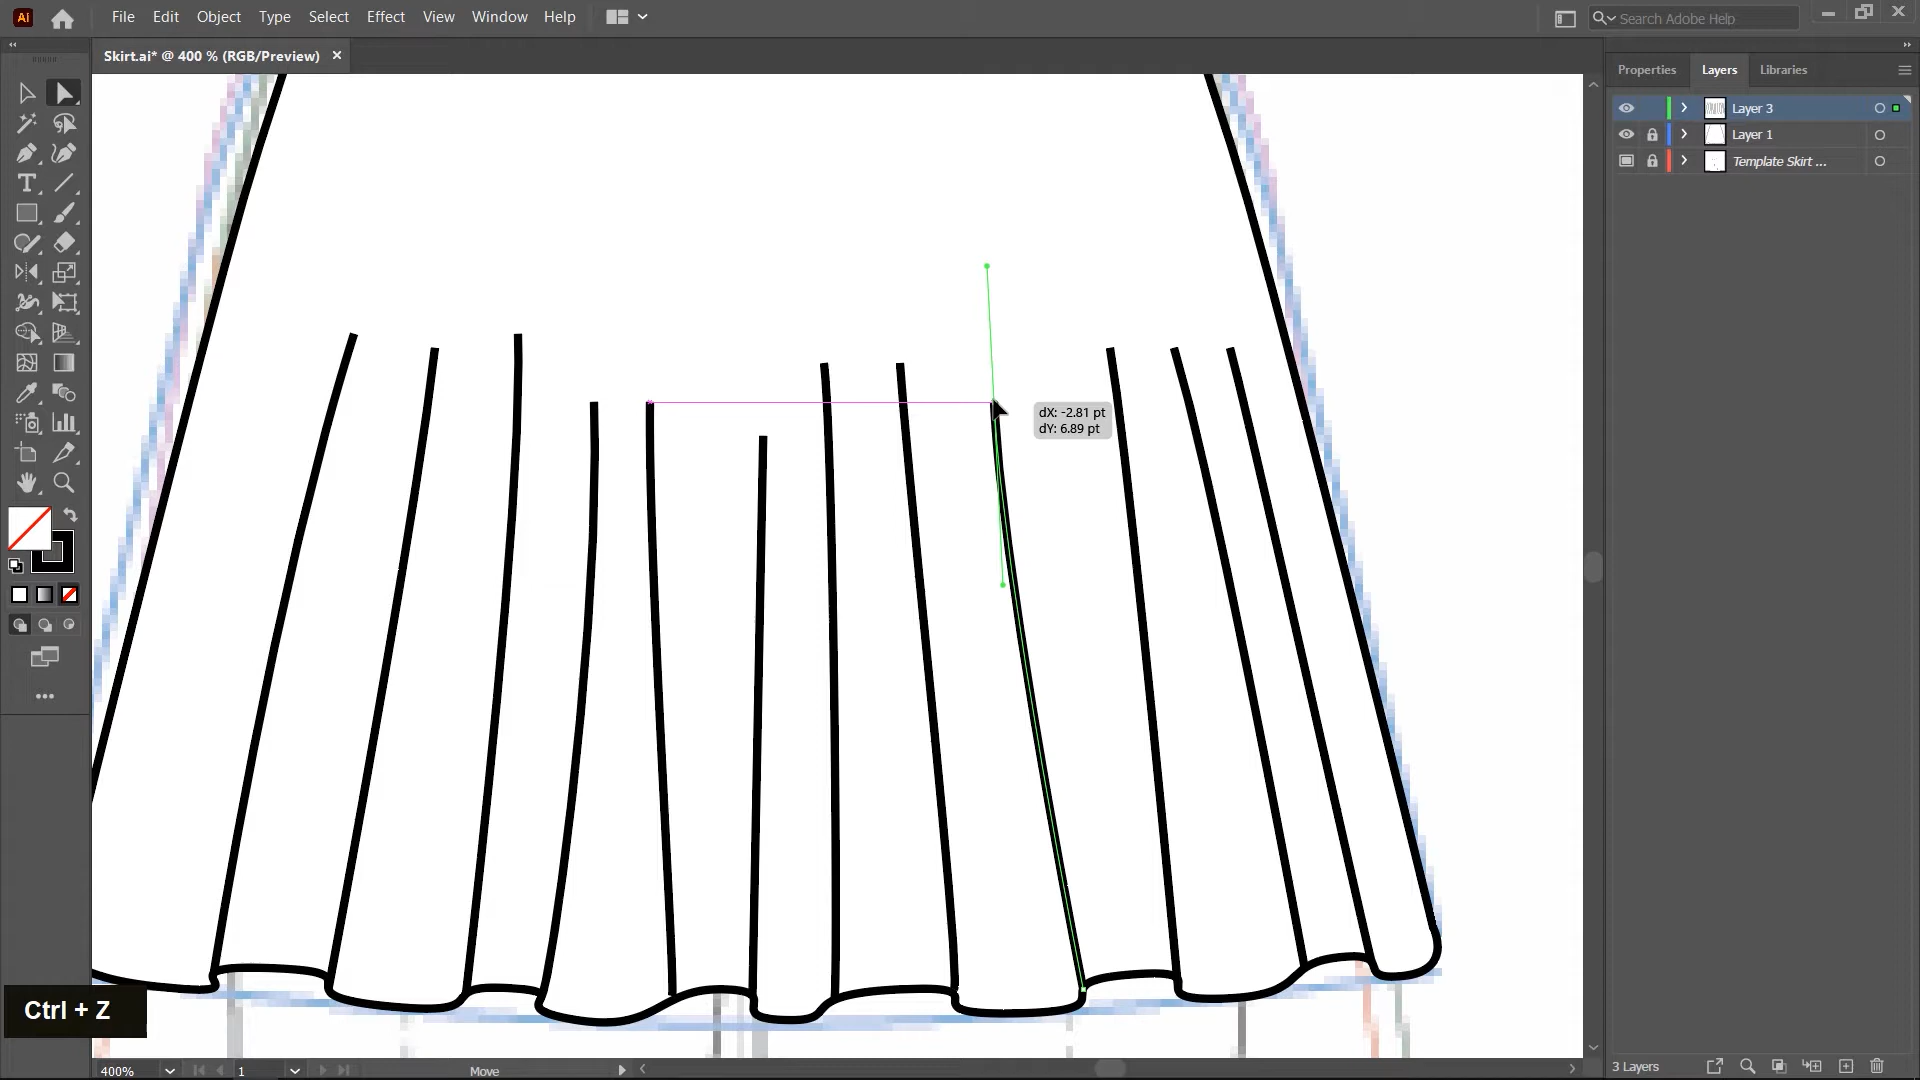 Ai File Edit Object Type Select Effect View Window Help Search Adobe Help
Skirt.ai* @ 400 % (RGB/Preview) ×
Properties Layers Libraries
Layer 3
Layer 1
Template Skirt ...
T
dX: -2.81 pt
dY: 6.89 pt
Ctrl + Z
400% 1 Move
3 Layers